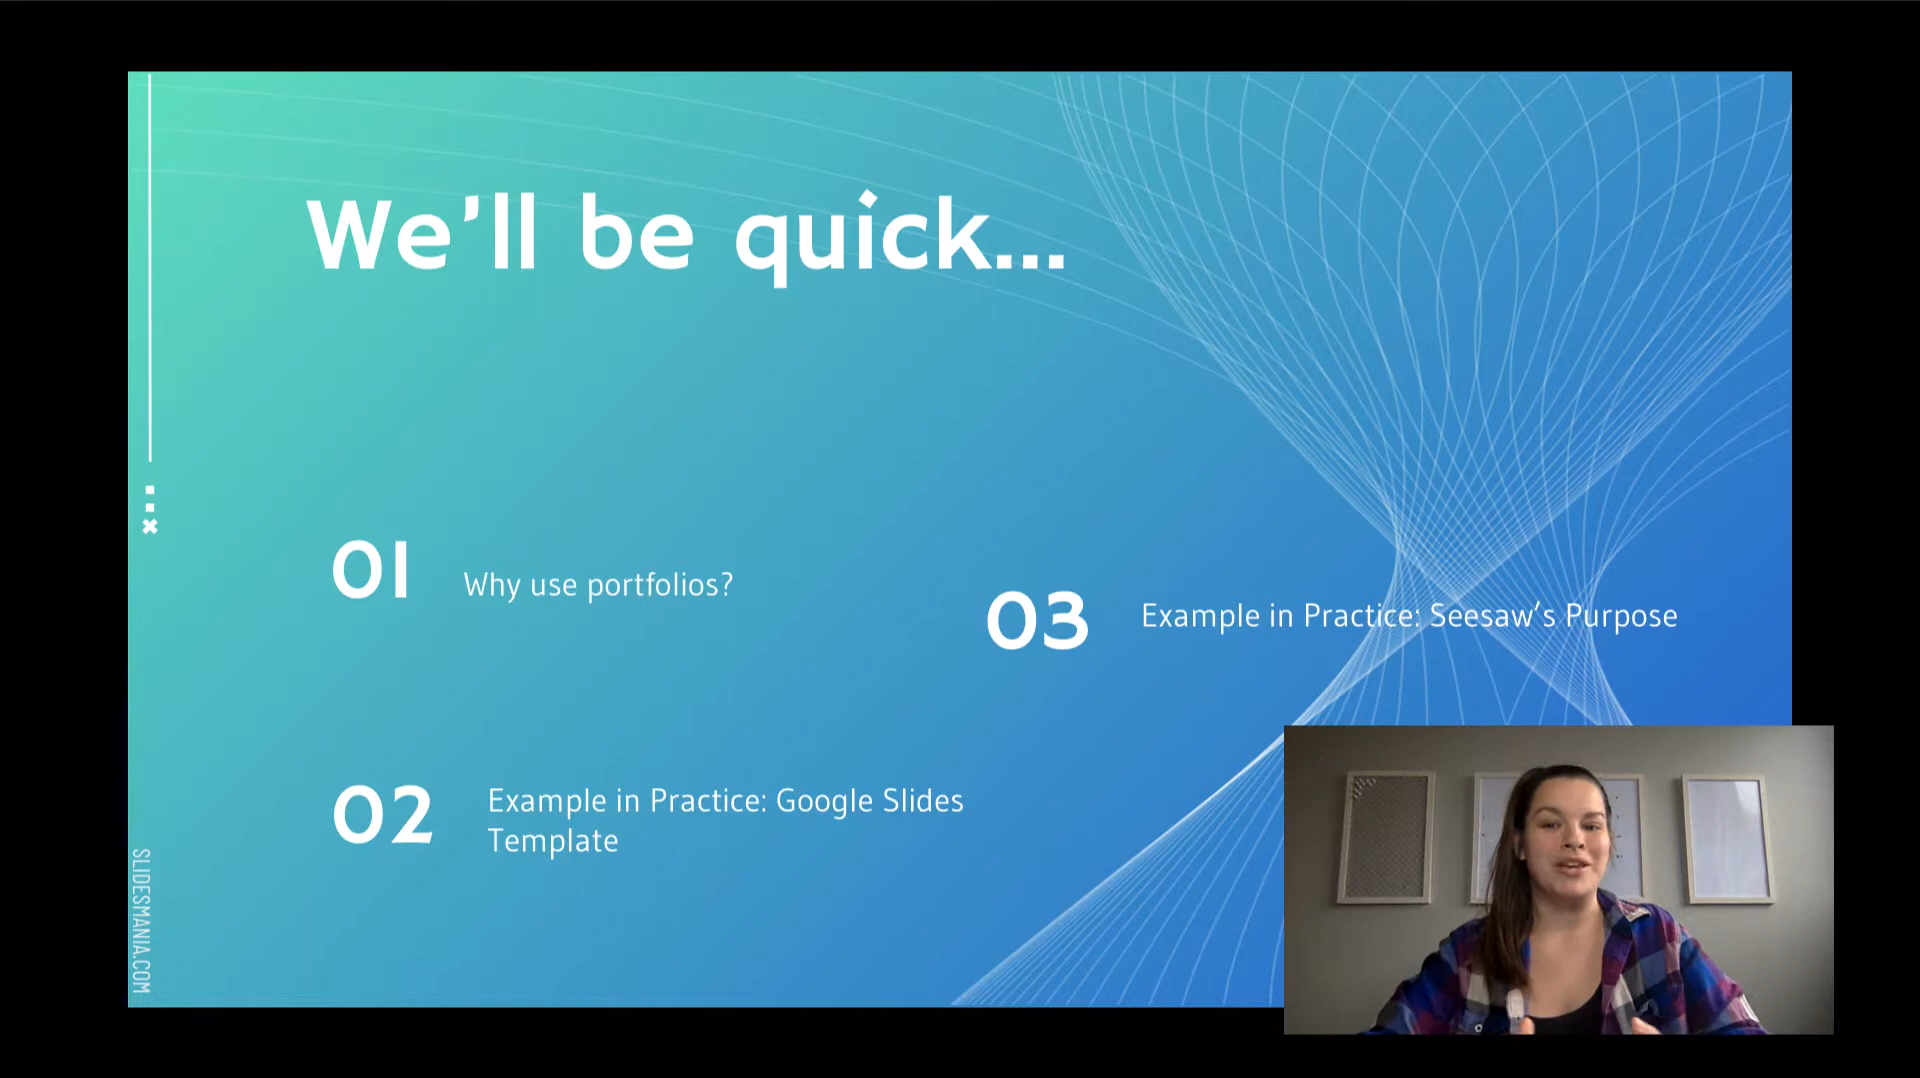 We'll be quick...
01
Why use portfolios?
02
Example in Practice: Google Slides
Template
03
Example in Practice: Seesaw's Purpose
SLIDESMANIA.COM